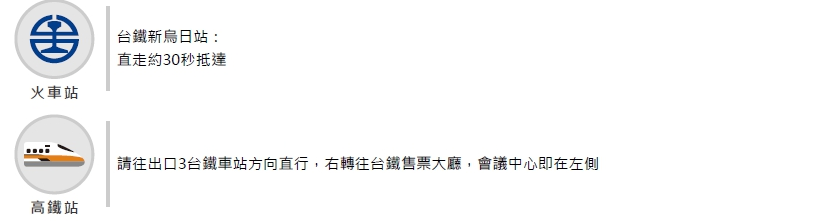 台鐵新烏日站：
直走約30秒抵達
火車站
請往出口3台鐵車站方向直行，右轉往台鐵售票大廳，會議中心即在左側
高鐵站